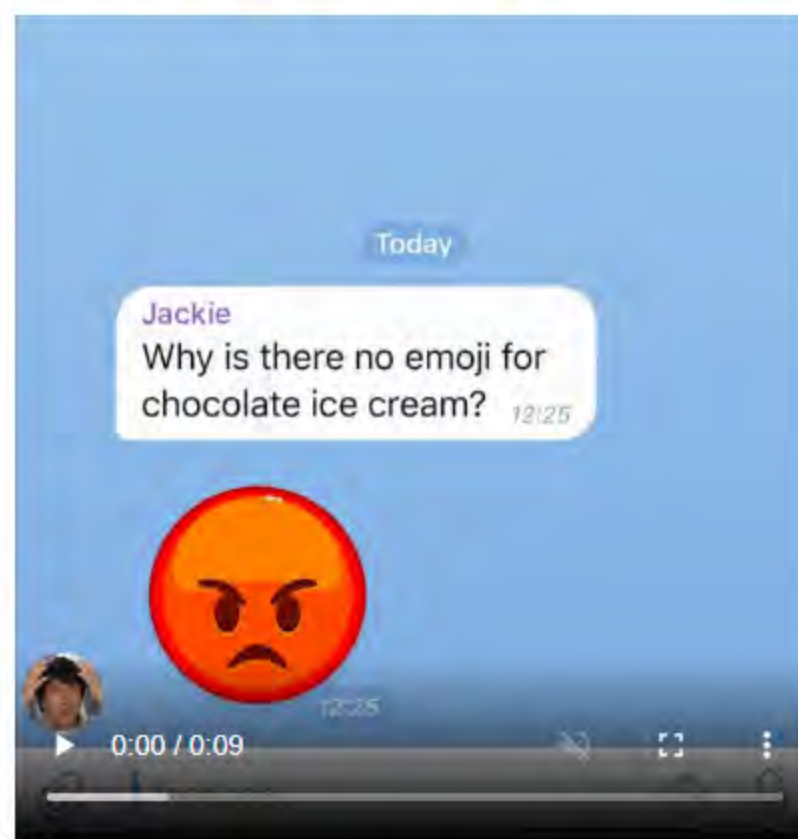 Today
Jackie
Why is there no emoji for
chocolate ice cream?
12:25
12:25
0:00 / 0:09